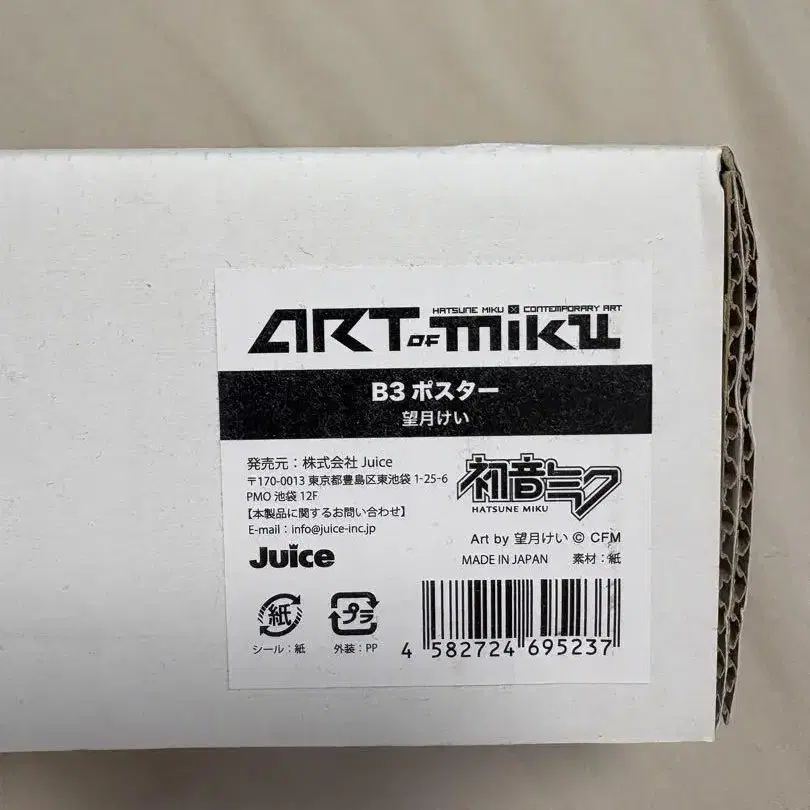 HATSUNE MIKU × CONTEMPORARY ART
ART OF miku
B3 ポスター
望月けい
発売元：株式会社 Juice
〒170-0013 東京都豊島区東池袋 1-25-6
PMO 池袋 12F
【本製品に関するお問い合わせ】
E-mail：info@juice-inc.jp
Juice
初音ミク
HATSUNE MIKU
Art by 望月けい © CFM
MADE IN JAPAN 素材：紙
紙
シール：紙
プラ
外装：PP
4 582724 695237